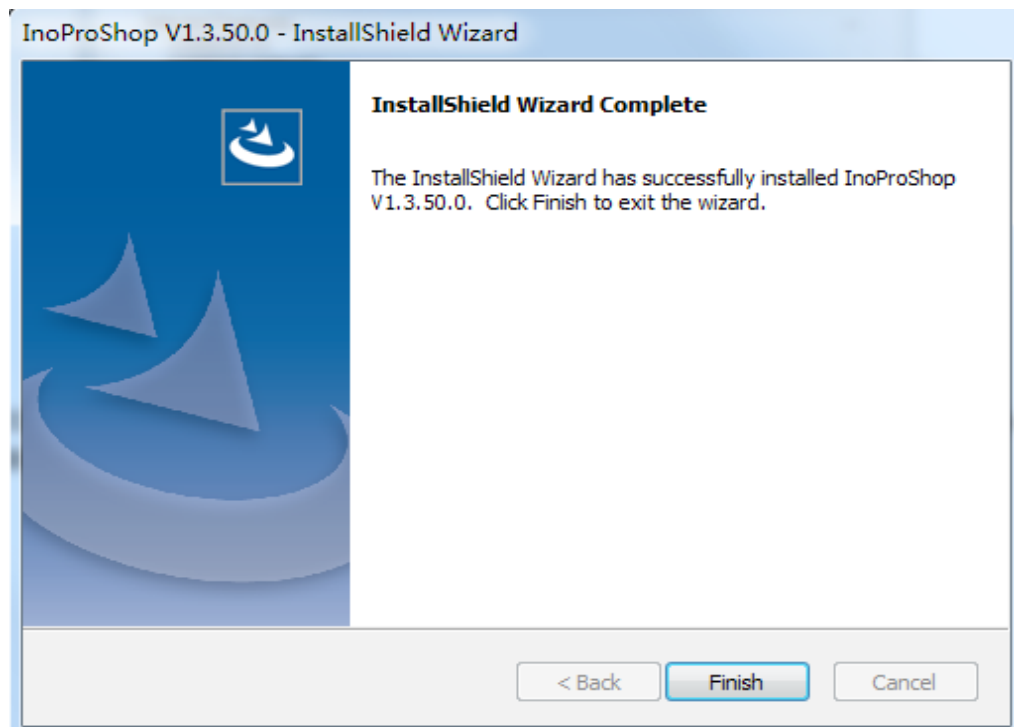 InoProShop V1.3.50.0 - InstallShield Wizard
InstallShield Wizard Complete
The InstallShield Wizard has successfully installed InoProShop
V1.3.50.0. Click Finish to exit the wizard.
< Back
Finish
Cancel